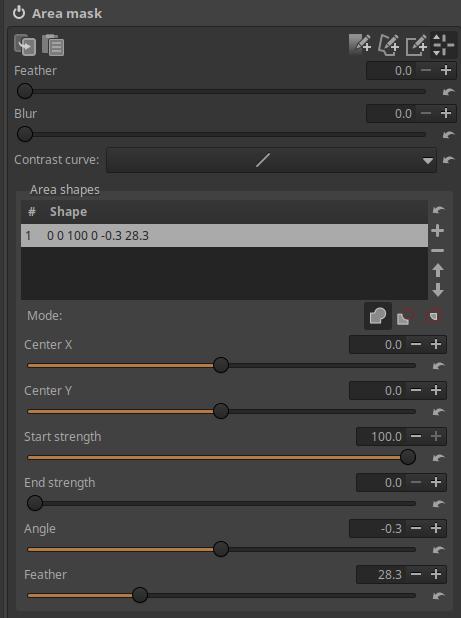 Area mask
Feather 0.0
Blur 0.0
Contrast curve:
Area shapes
# Shape
1 0 0 100 0 -0.3 28.3
Mode:
Center X 0.0
Center Y 0.0
Start strength 100.0
End strength 0.0
Angle -0.3
Feather 28.3